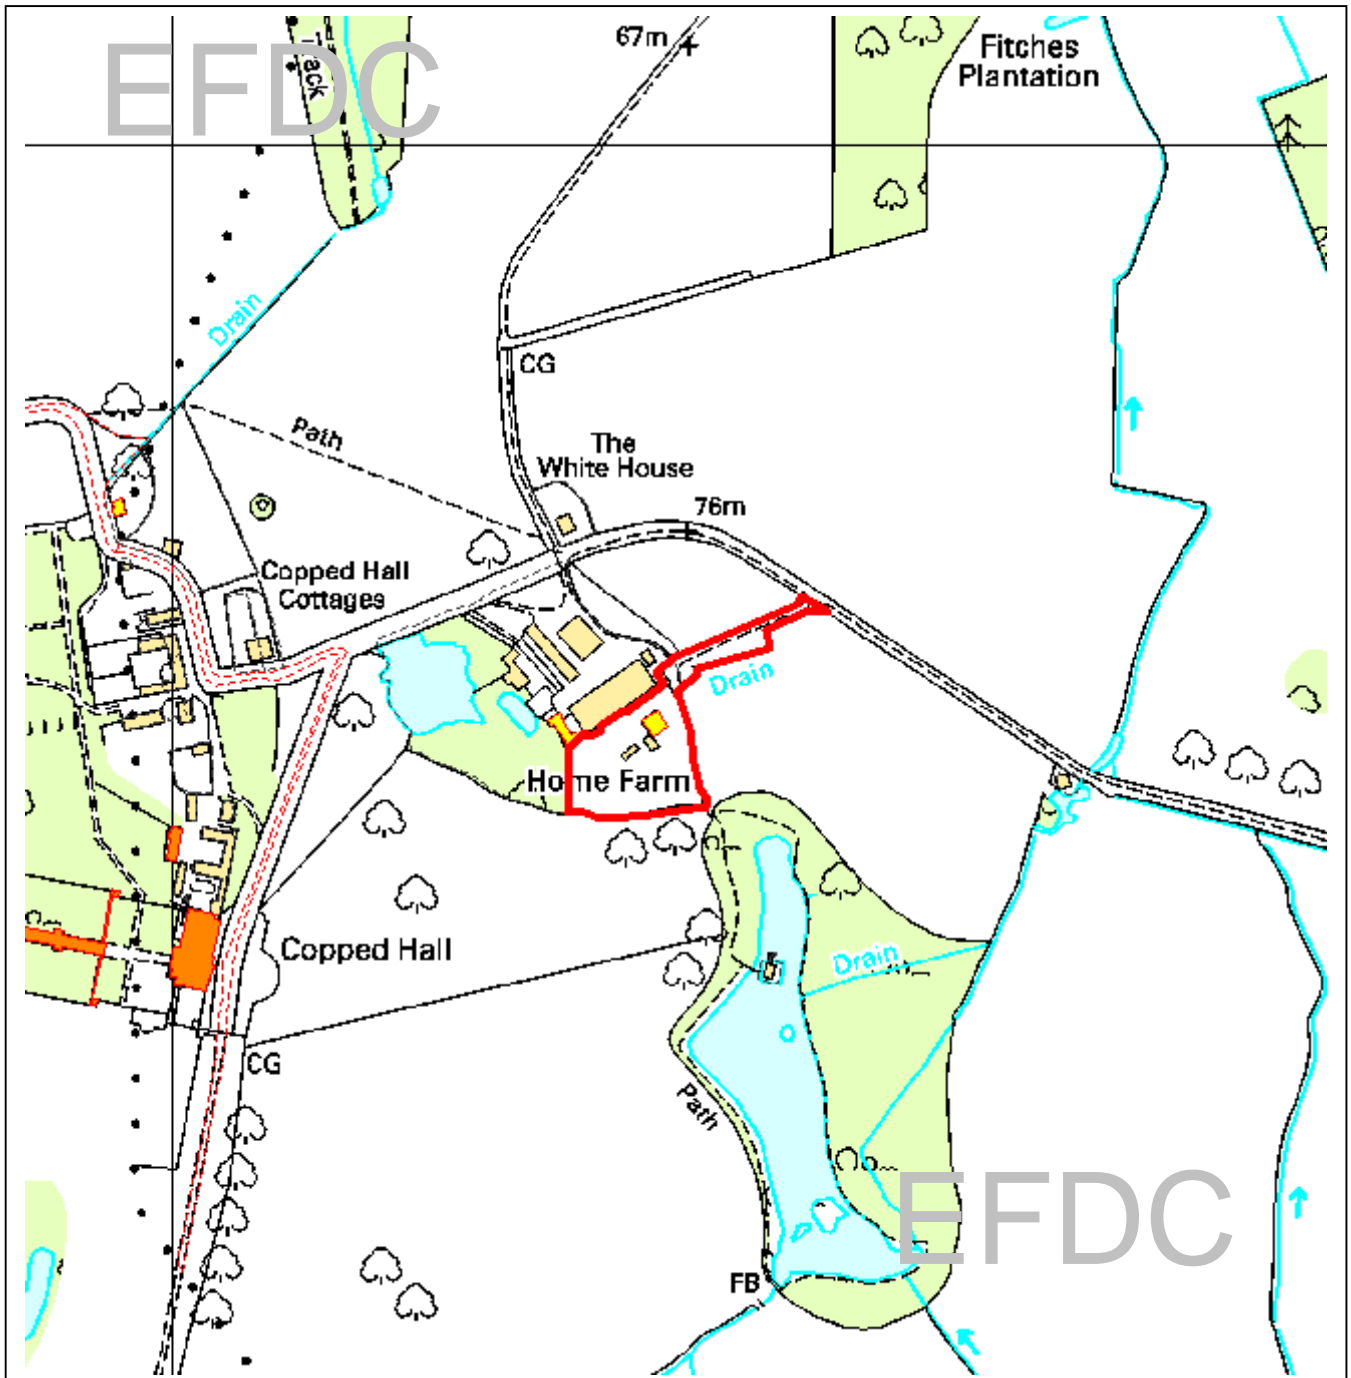 EFDC
Track
67m
Fitches
Plantation
Drain
CG
Path
The
White House
76m
Copped Hall
Cottages
Drain
Home Farm
Copped Hall
Drain
CG
Path
EFDC
FB